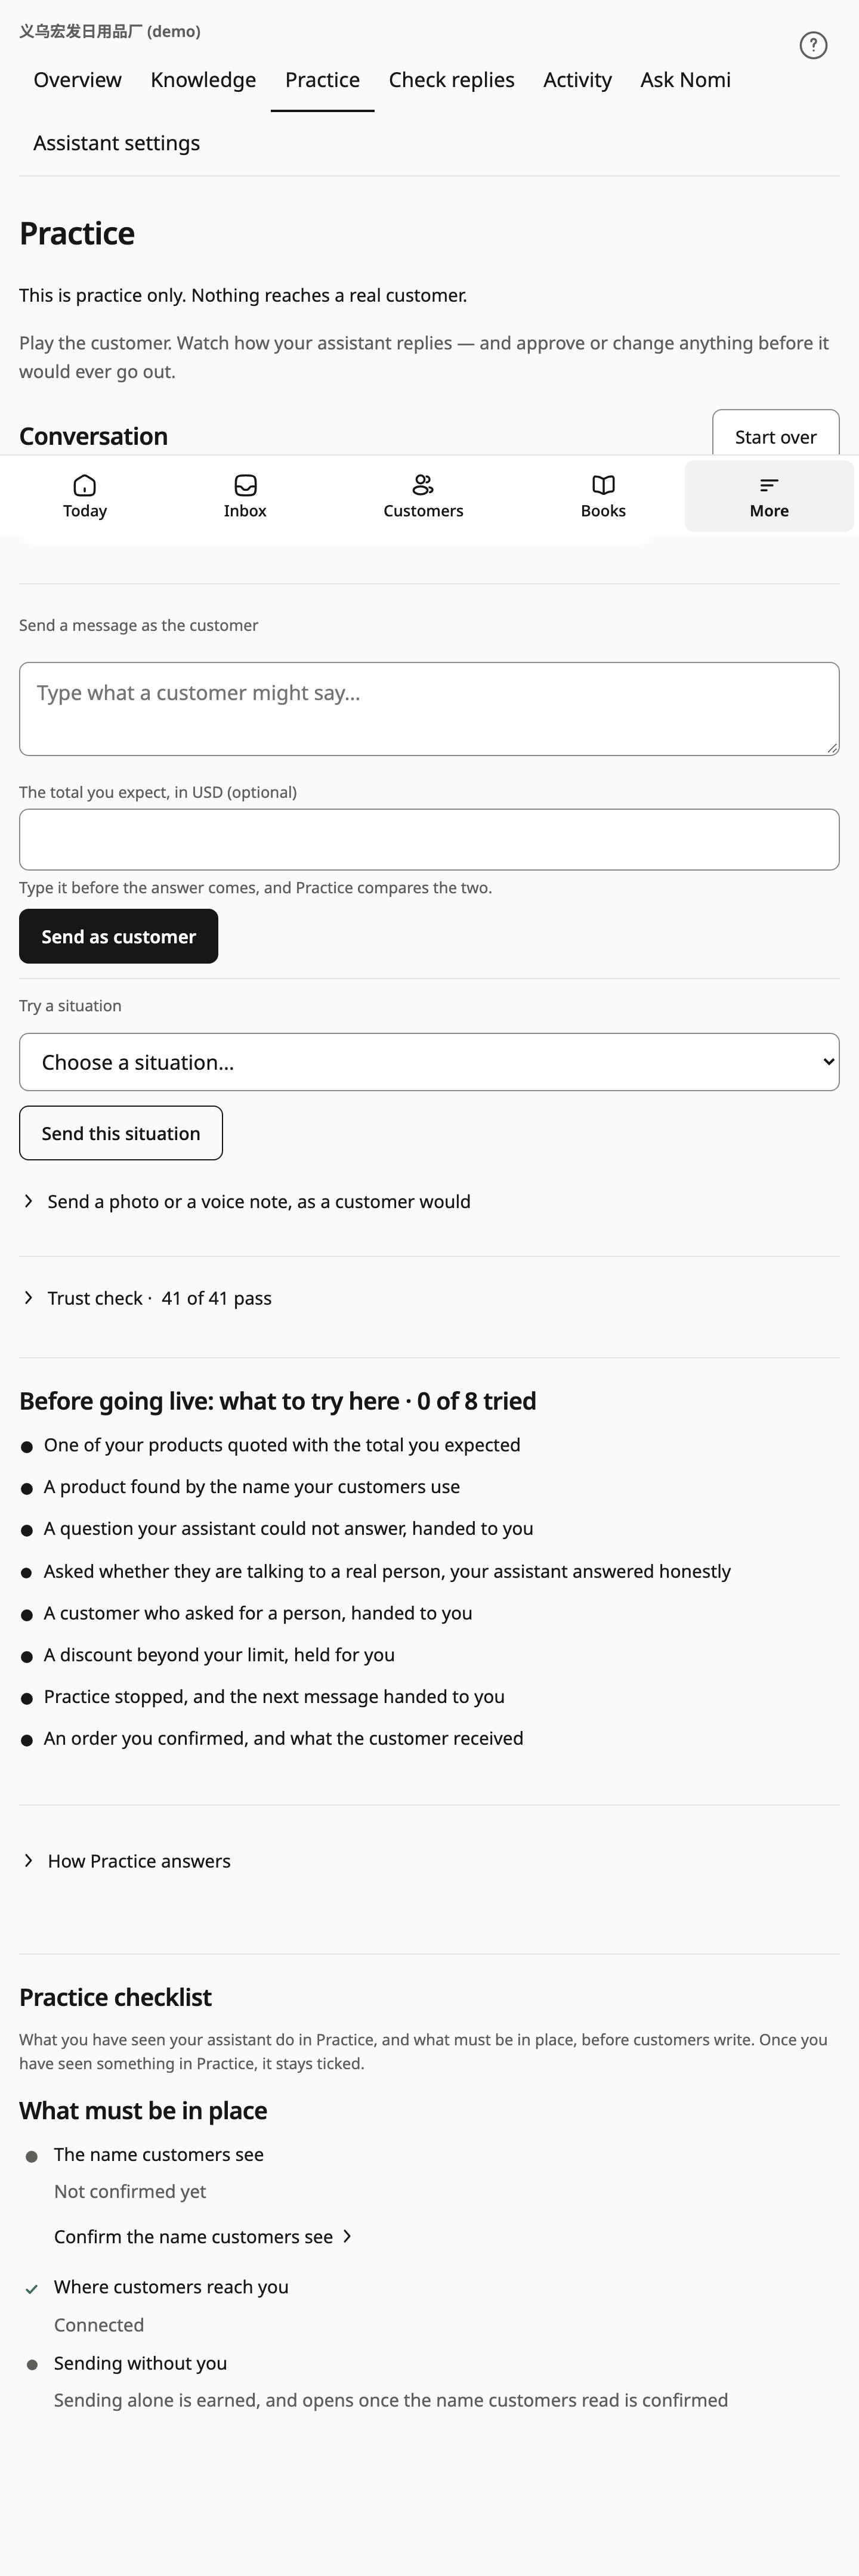 义乌宏发日用品厂 (demo)
Overview Knowledge Practice Check replies Activity Ask Nomi
Assistant settings
Practice
This is practice only. Nothing reaches a real customer.
Play the customer. Watch how your assistant replies — and approve or change anything before it
would ever go out.
Conversation
Start over
Today Inbox Customers Books More
Send a message as the customer
Type what a customer might say...
The total you expect, in USD (optional)
Type it before the answer comes, and Practice compares the two.
Send as customer
Try a situation
Choose a situation...
Send this situation
Send a photo or a voice note, as a customer would
Trust check · 41 of 41 pass
Before going live: what to try here · 0 of 8 tried
One of your products quoted with the total you expected
A product found by the name your customers use
A question your assistant could not answer, handed to you
Asked whether they are talking to a real person, your assistant answered honestly
A customer who asked for a person, handed to you
A discount beyond your limit, held for you
Practice stopped, and the next message handed to you
An order you confirmed, and what the customer received
How Practice answers
Practice checklist
What you have seen your assistant do in Practice, and what must be in place, before customers write. Once you
have seen something in Practice, it stays ticked.
What must be in place
The name customers see
Not confirmed yet
Confirm the name customers see
Where customers reach you
Connected
Sending without you
Sending alone is earned, and opens once the name customers read is confirmed